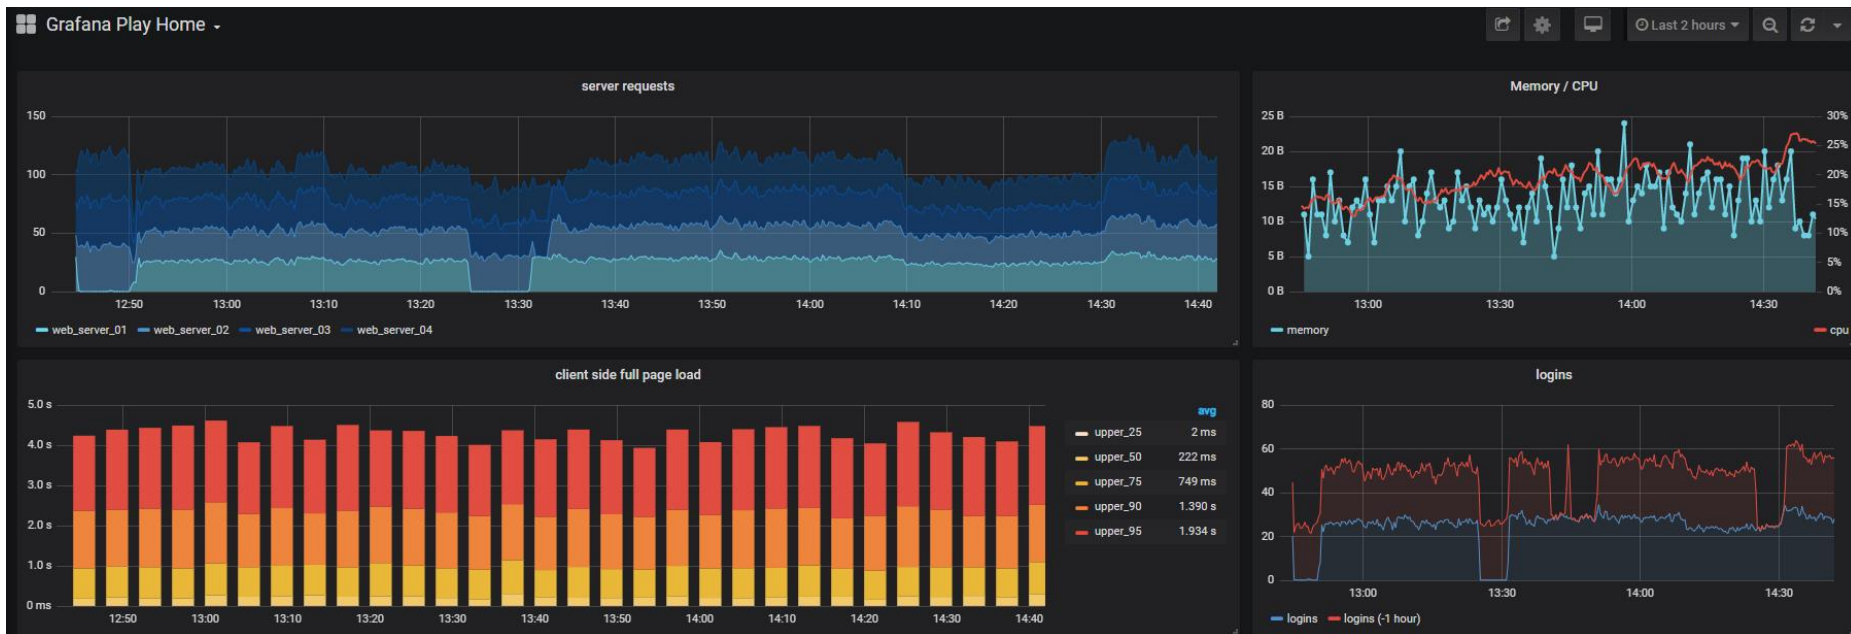 Grafana Play Home
Last 2 hours
server requests
150
100
50
0
12:50 13:00 13:10 13:20 13:30 13:40 13:50 14:00 14:10 14:20 14:30 14:40
web_server_01 web_server_02 web_server_03 web_server_04
Memory / CPU
25 B 30%
25%
20 B
20%
15 B
15%
10 B
10%
5 B
5%
0 B 0%
13:00 13:30 14:00 14:30
memory cpu
client side full page load
5.0 s
4.0 s
3.0 s
2.0 s
1.0 s
0 ms
12:50 13:00 13:10 13:20 13:30 13:40 13:50 14:00 14:10 14:20 14:30 14:40
avg
upper_25 2 ms
upper_50 222 ms
upper_75 749 ms
upper_90 1.390 s
upper_95 1.934 s
logins
80
60
40
20
0
13:00 13:30 14:00 14:30
logins logins (-1 hour)